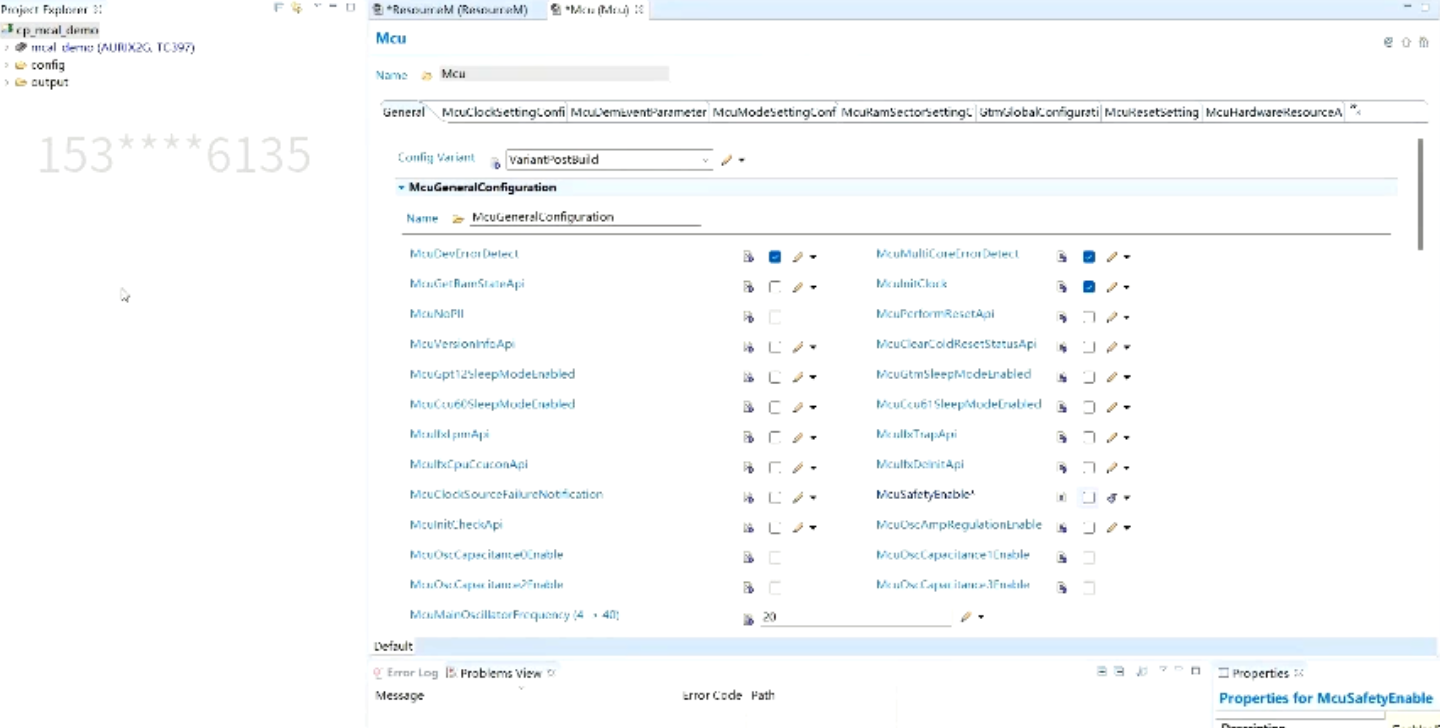 Project Explorer
cp_mcal_demo
mcal_demo (AURIX2G, TC397)
config
output
153****6135
*ResourceM (ResourceM)
*Mcu (Mcu)
Mcu
Name Mcu
General McuClockSettingConfi McuDemEventParameter McuModeSettingConf McuRamSectorSettingC GtmGlobalConfigurati McuResetSetting McuHardwareResourceA
Config Variant VariantPostBuild
McuGeneralConfiguration
Name McuGeneralConfiguration
McuDevErrorDetect McuMultiCoreErrorDetect
McuGetRamStateApi McuInitClock
McuNoPll McuPerformResetApi
McuVersionInfoApi McuClearColdResetStatusApi
McuGpt12SleepModeEnabled McuGtmSleepModeEnabled
McuCcu60SleepModeEnabled McuCcu61SleepModeEnabled
McuIfxLpmApi McuIfxTrapApi
McuIfxCpuCcuconApi McuIfxDeInitApi
McuClockSourceFailureNotification McuSafetyEnable*
McuInitCheckApi McuOscAmpRegulationEnable
McuOscCapacitance0Enable McuOscCapacitance1Enable
McuOscCapacitance2Enable McuOscCapacitance3Enable
McuMainOscillatorFrequency (4 -> 40) 20
Default
Error Log Problems View
Message Error Code Path
Properties
Properties for McuSafetyEnable